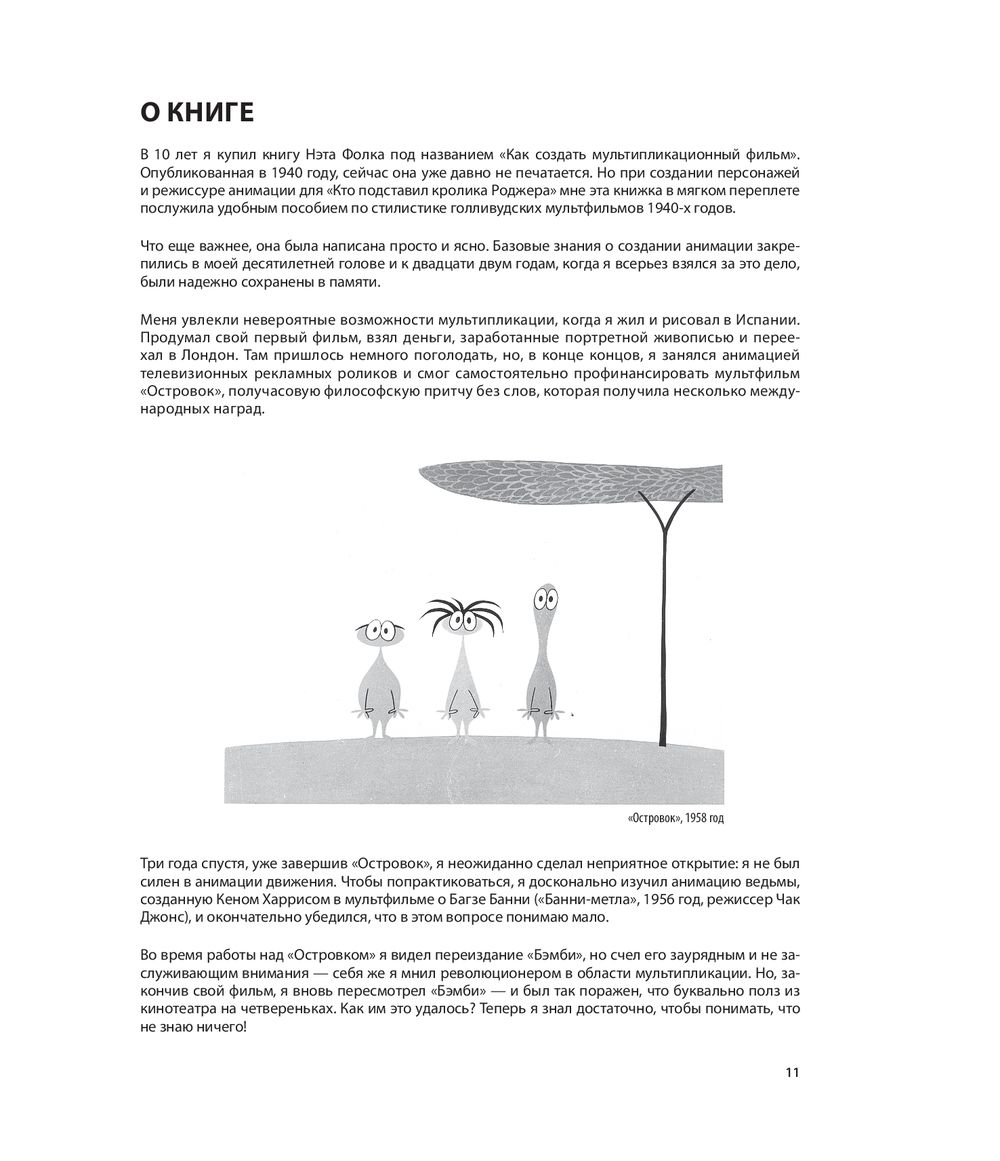 О КНИГЕ
В 10 лет я купил книгу Нэта Фолка под названием «Как создать мультипликационный фильм».
Опубликованная в 1940 году, сейчас она уже давно не печатается. Но при создании персонажей
и режиссуре анимации для «Кто подставил кролика Роджера» мне эта книжка в мягком переплете
послужила удобным пособием по стилистике голливудских мультфильмов 1940-х годов.
Что еще важнее, она была написана просто и ясно. Базовые знания о создании анимации закре-
пились в моей десятилетней голове и к двадцати двум годам, когда я всерьез взялся за это дело,
были надежно сохранены в памяти.
Меня увлекли невероятные возможности мультипликации, когда я жил и рисовал в Испании.
Продумал свой первый фильм, взял деньги, заработанные портретной живописью и перее-
хал в Лондон. Там пришлось немного поголодать, но, в конце концов, я занялся анимацией
телевизионных рекламных роликов и смог самостоятельно профинансировать мультфильм
«Островок», получасовую философскую притчу без слов, которая получила несколько между-
народных наград.
«Островок», 1958 год
Три года спустя, уже завершив «Островок», я неожиданно сделал неприятное открытие: я не был
силен в анимации движения. Чтобы попрактиковаться, я досконально изучил анимацию ведьмы,
созданную Кеном Харрисом в мультфильме о Багзе Банни («Банни-метла», 1956 год, режиссер Чак
Джонс), и окончательно убедился, что в этом вопросе понимаю мало.
Во время работы над «Островком» я видел переиздание «Бэмби», но счел его заурядным и не за-
служивающим внимания — себя же я мнил революционером в области мультипликации. Но, за-
кончив свой фильм, я вновь пересмотрел «Бэмби» — и был так поражен, что буквально полз из
кинотеатра на четвереньках. Как им это удалось? Теперь я знал достаточно, чтобы понимать, что
не знаю ничего!
11